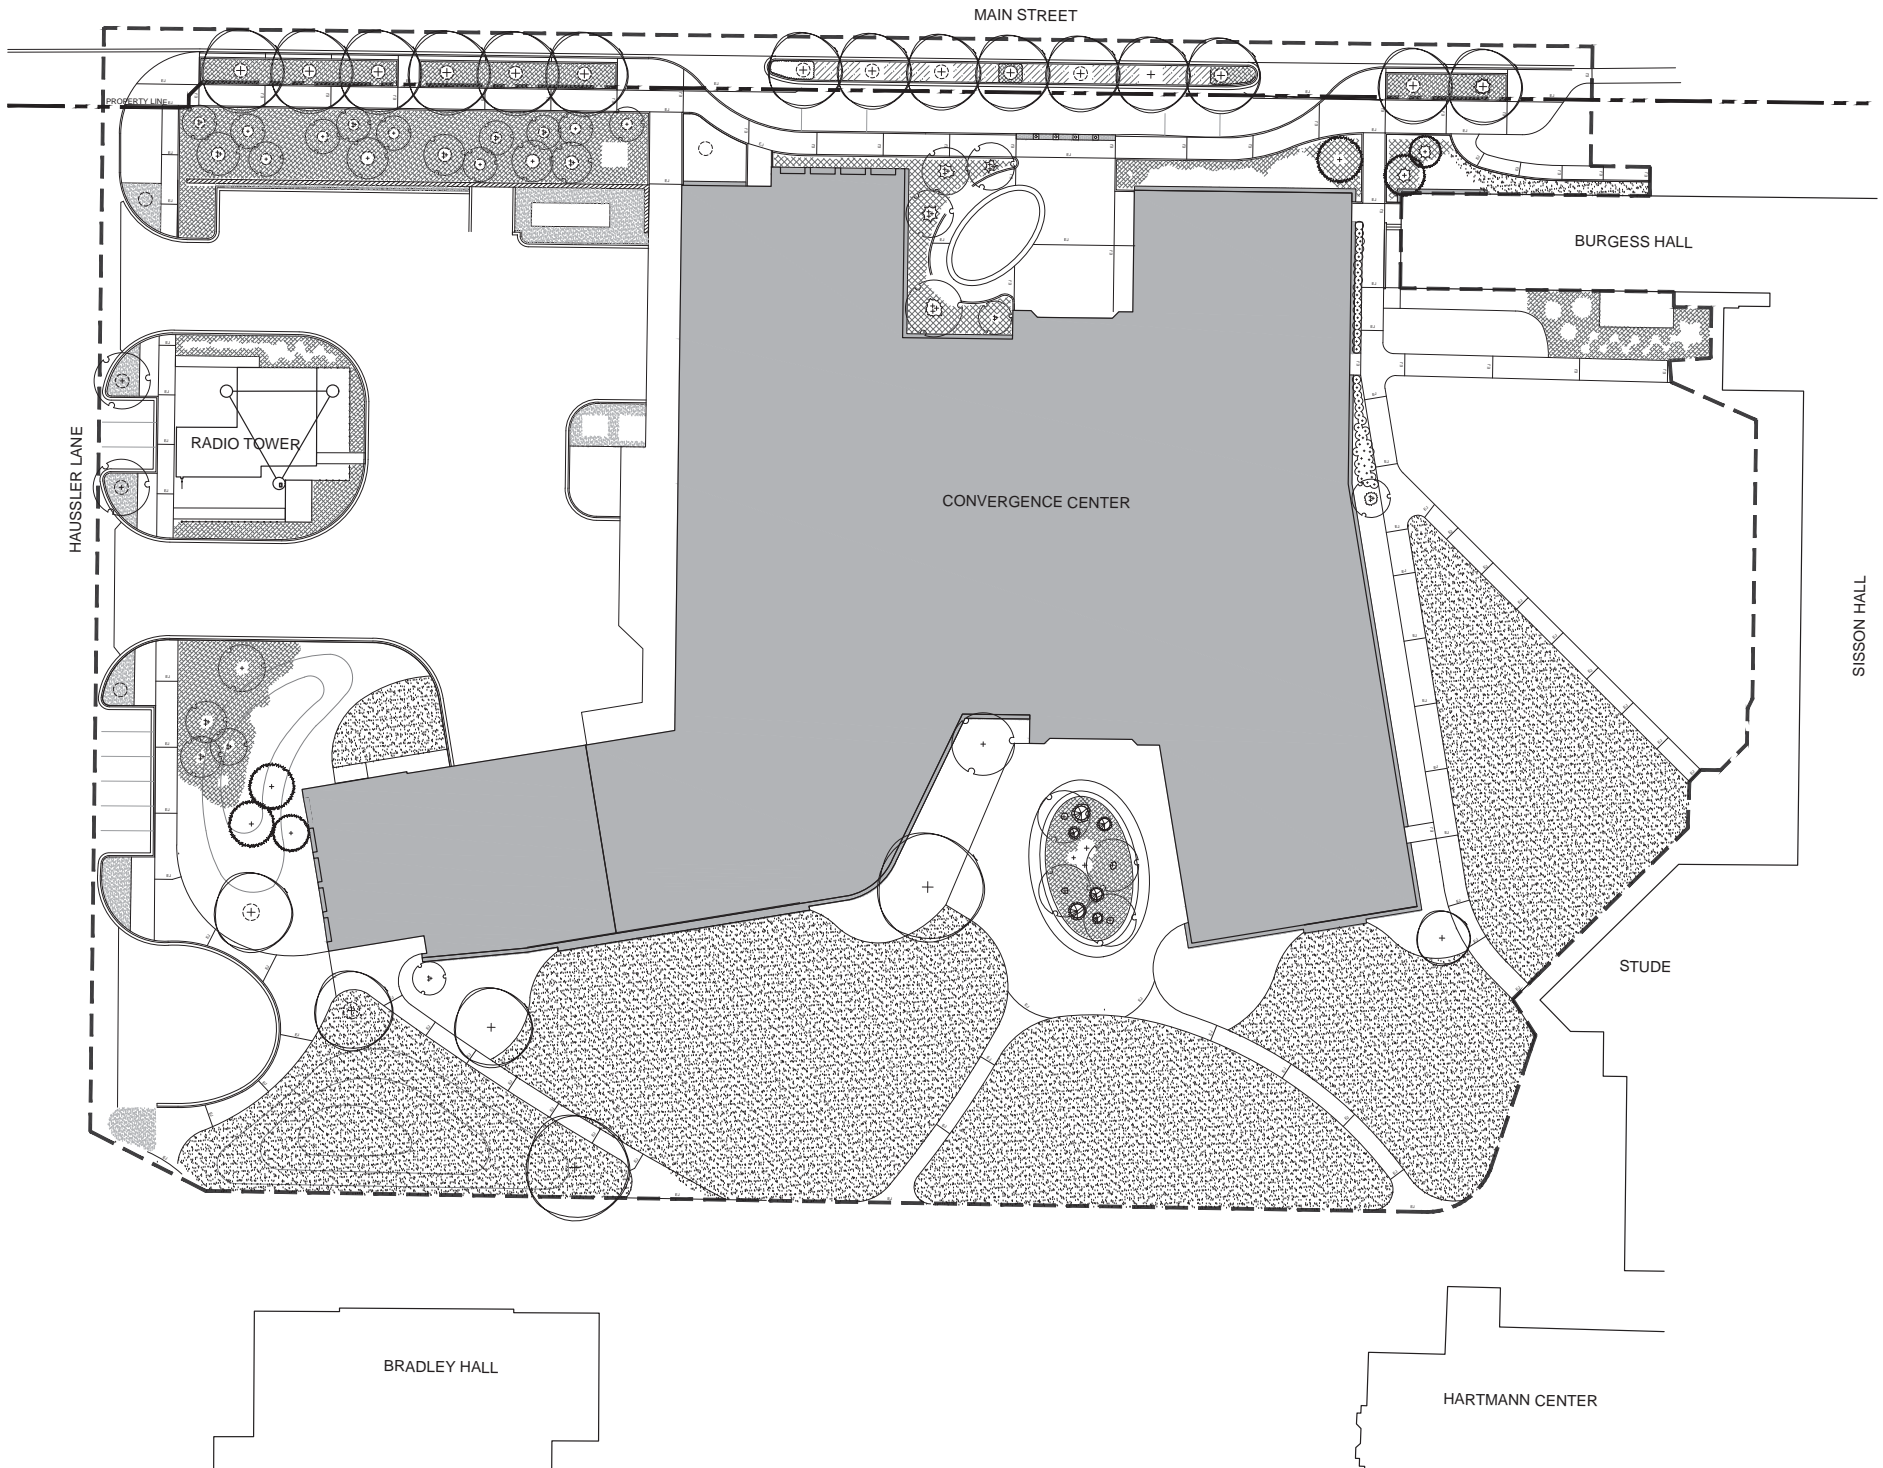 MAIN STREET
PROPERTY LINE
BURGESS HALL
RADIO TOWER
HAUSSLER LANE
CONVERGENCE CENTER
SISSON HALL
STUDE
BRADLEY HALL
HARTMANN CENTER